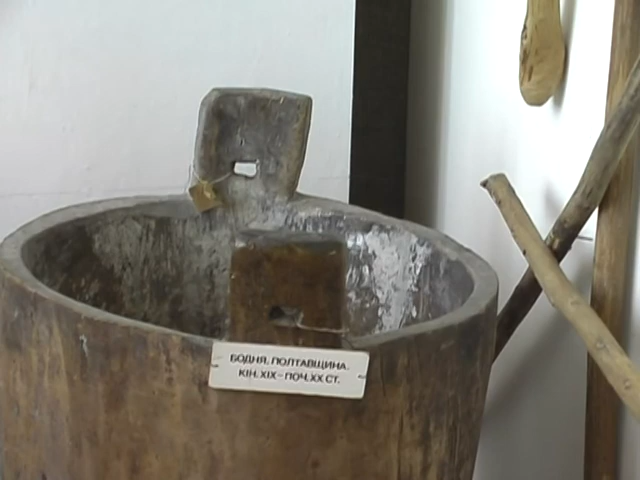 БОДНЯ. ПОЛТАВЩИНА.
КІН. XIX – ПОЧ. XX СТ.